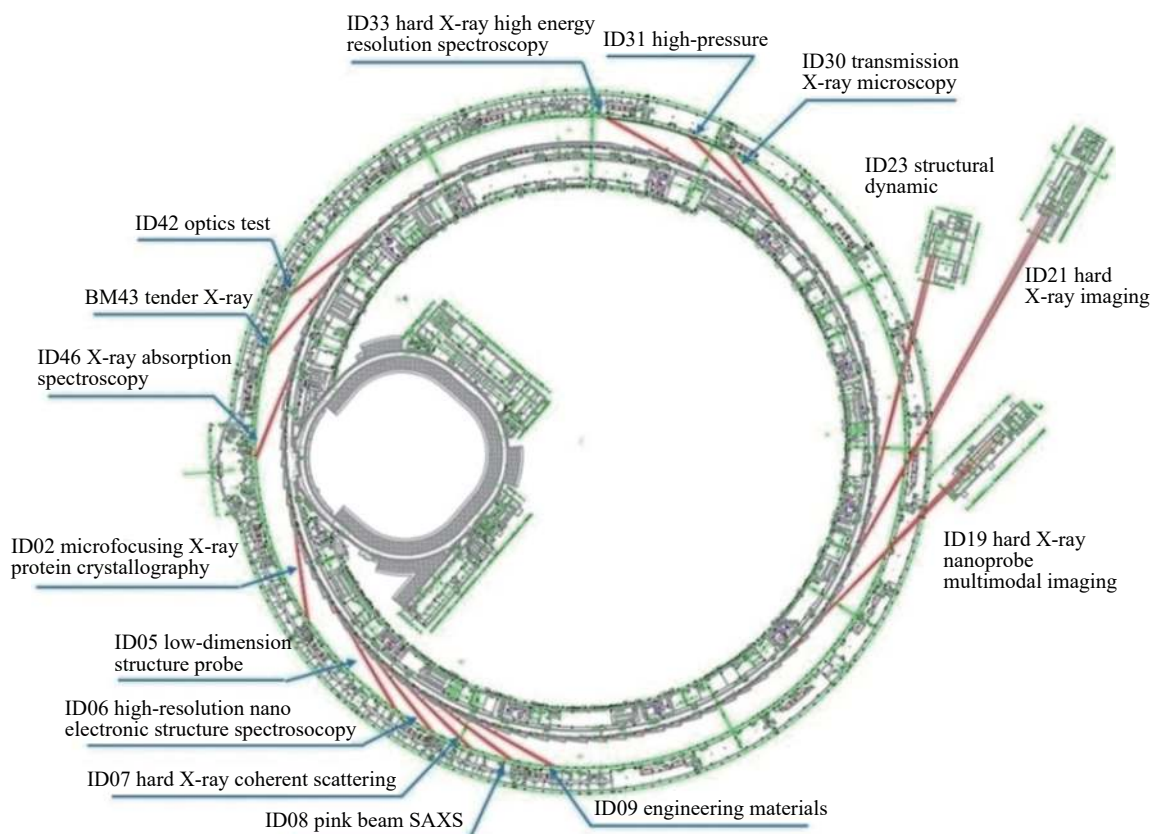 ID33 hard X-ray high energy
resolution spectroscopy
ID31 high-pressure
ID30 transmission
X-ray microscopy
ID23 structural
dynamic
ID42 optics test
ID21 hard
X-ray imaging
BM43 tender X-ray
ID46 X-ray absorption
spectroscopy
ID02 microfocusing X-ray
protein crystallography
ID19 hard X-ray
nanoprobe
multimodal imaging
ID05 low-dimension
structure probe
ID06 high-resolution nano
electronic structure spectrosocopy
ID07 hard X-ray coherent scattering
ID08 pink beam SAXS
ID09 engineering materials